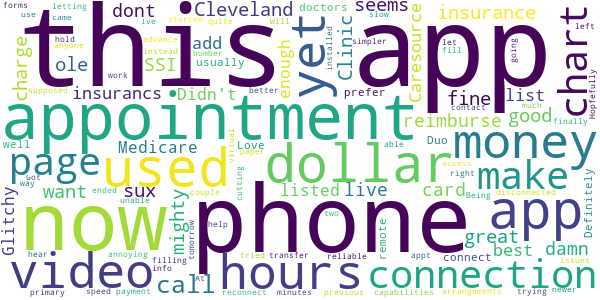 this app
phone
appointment
now
dollar
used
video
hours
connection
money
page
make
app
yet
chart
call
dont
Cleveland
seems
insurance
add
Clinic
Caresource
charge
ole
SSI
usually
enough
prefer
fine
list
insurancs
Didn't
reimburse
good
well
Medicare
Duo
want
sux
mighty
listed
live
card
great
best
damn
Glitchy
Love
remote
connect
Definitely
forms
letting
doctors
slow
left
use
came
Ive
started
quite
Will
installed
let
fill
anyone
advance
hold
number
simpler
going
supposed
instead
work
better
contact
Hopefully
virtual
paper
much
finally
able
access
Got
way
ended
couple
unable
cutting
right
Being
disconnected
hear
annoying
two
help
tomorrow
tried
transfer
reliable
issues
filling
info
At
reconnect
minutes
appt
trying
newer
primary
speed
payment
previous
capabilities
arrangements